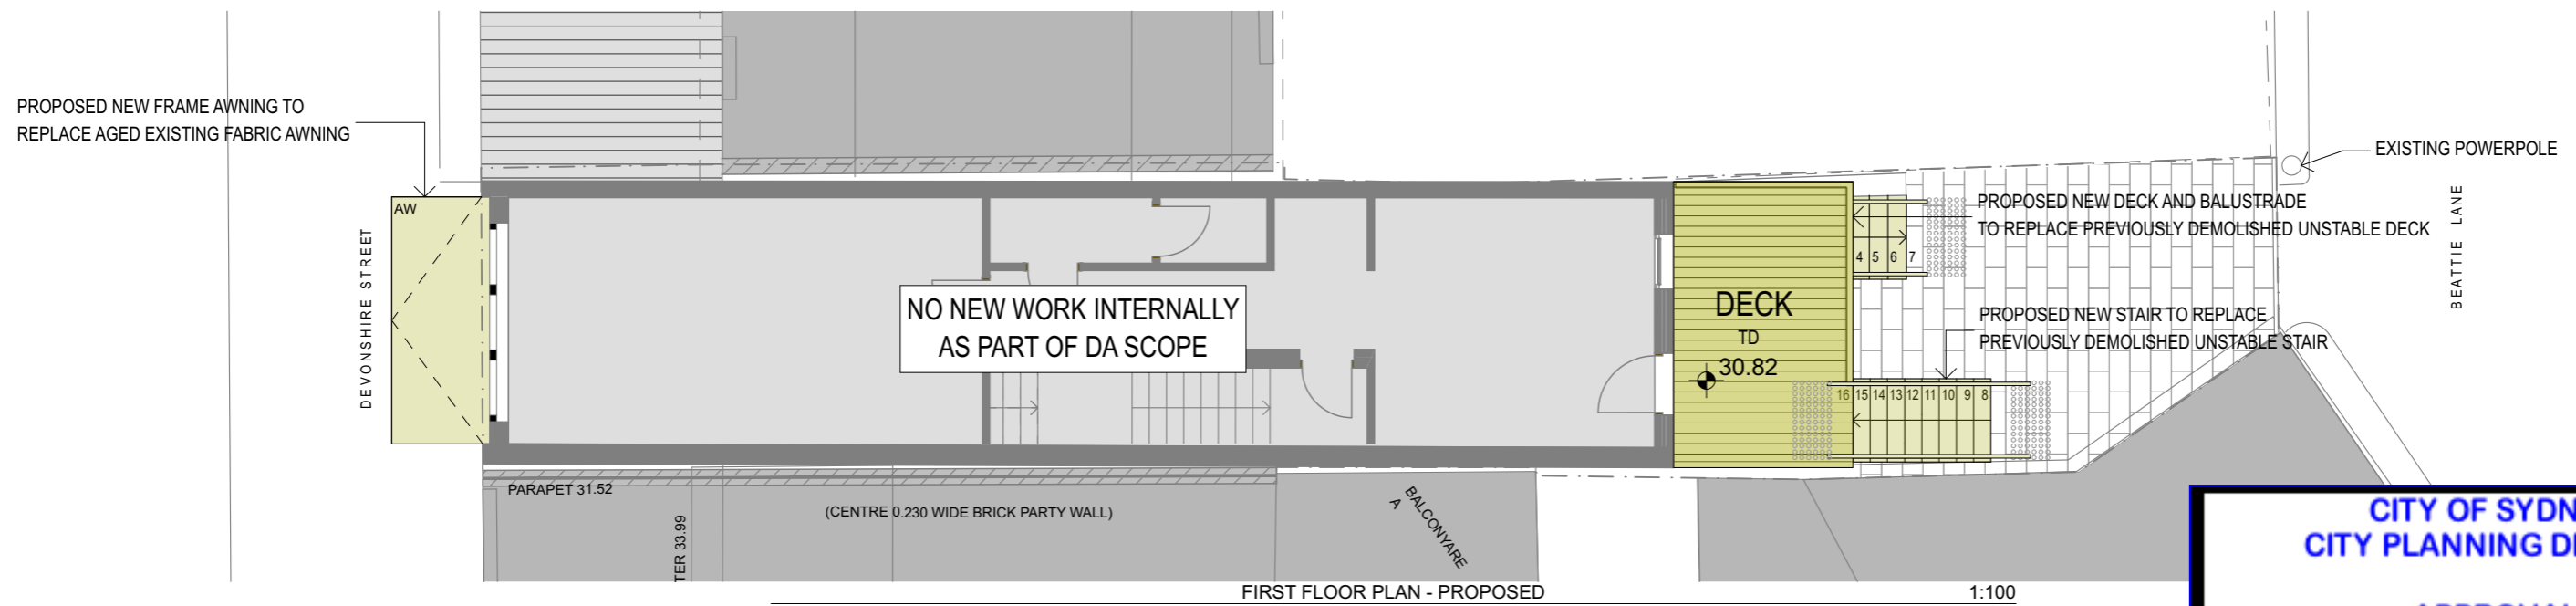 PROPOSED NEW FRAME AWNING TO
REPLACE AGED EXISTING FABRIC AWNING
AW
DEVONSHIRE STREET
NO NEW WORK INTERNALLY
AS PART OF DA SCOPE
DECK
TD
30.82
4 5 6 7
PROPOSED NEW DECK AND BALUSTRADE
TO REPLACE PREVIOUSLY DEMOLISHED UNSTABLE DECK
PROPOSED NEW STAIR TO REPLACE
PREVIOUSLY DEMOLISHED UNSTABLE STAIR
16 15 14 13 12 11 10 9 8
EXISTING POWERPOLE
BEATTIE LANE
PARAPET 31.52
TER 33.99
(CENTRE 0.230 WIDE BRICK PARTY WALL)
BALCONYARE
A
FIRST FLOOR PLAN - PROPOSED
1:100
CITY OF SYDN
CITY PLANNING